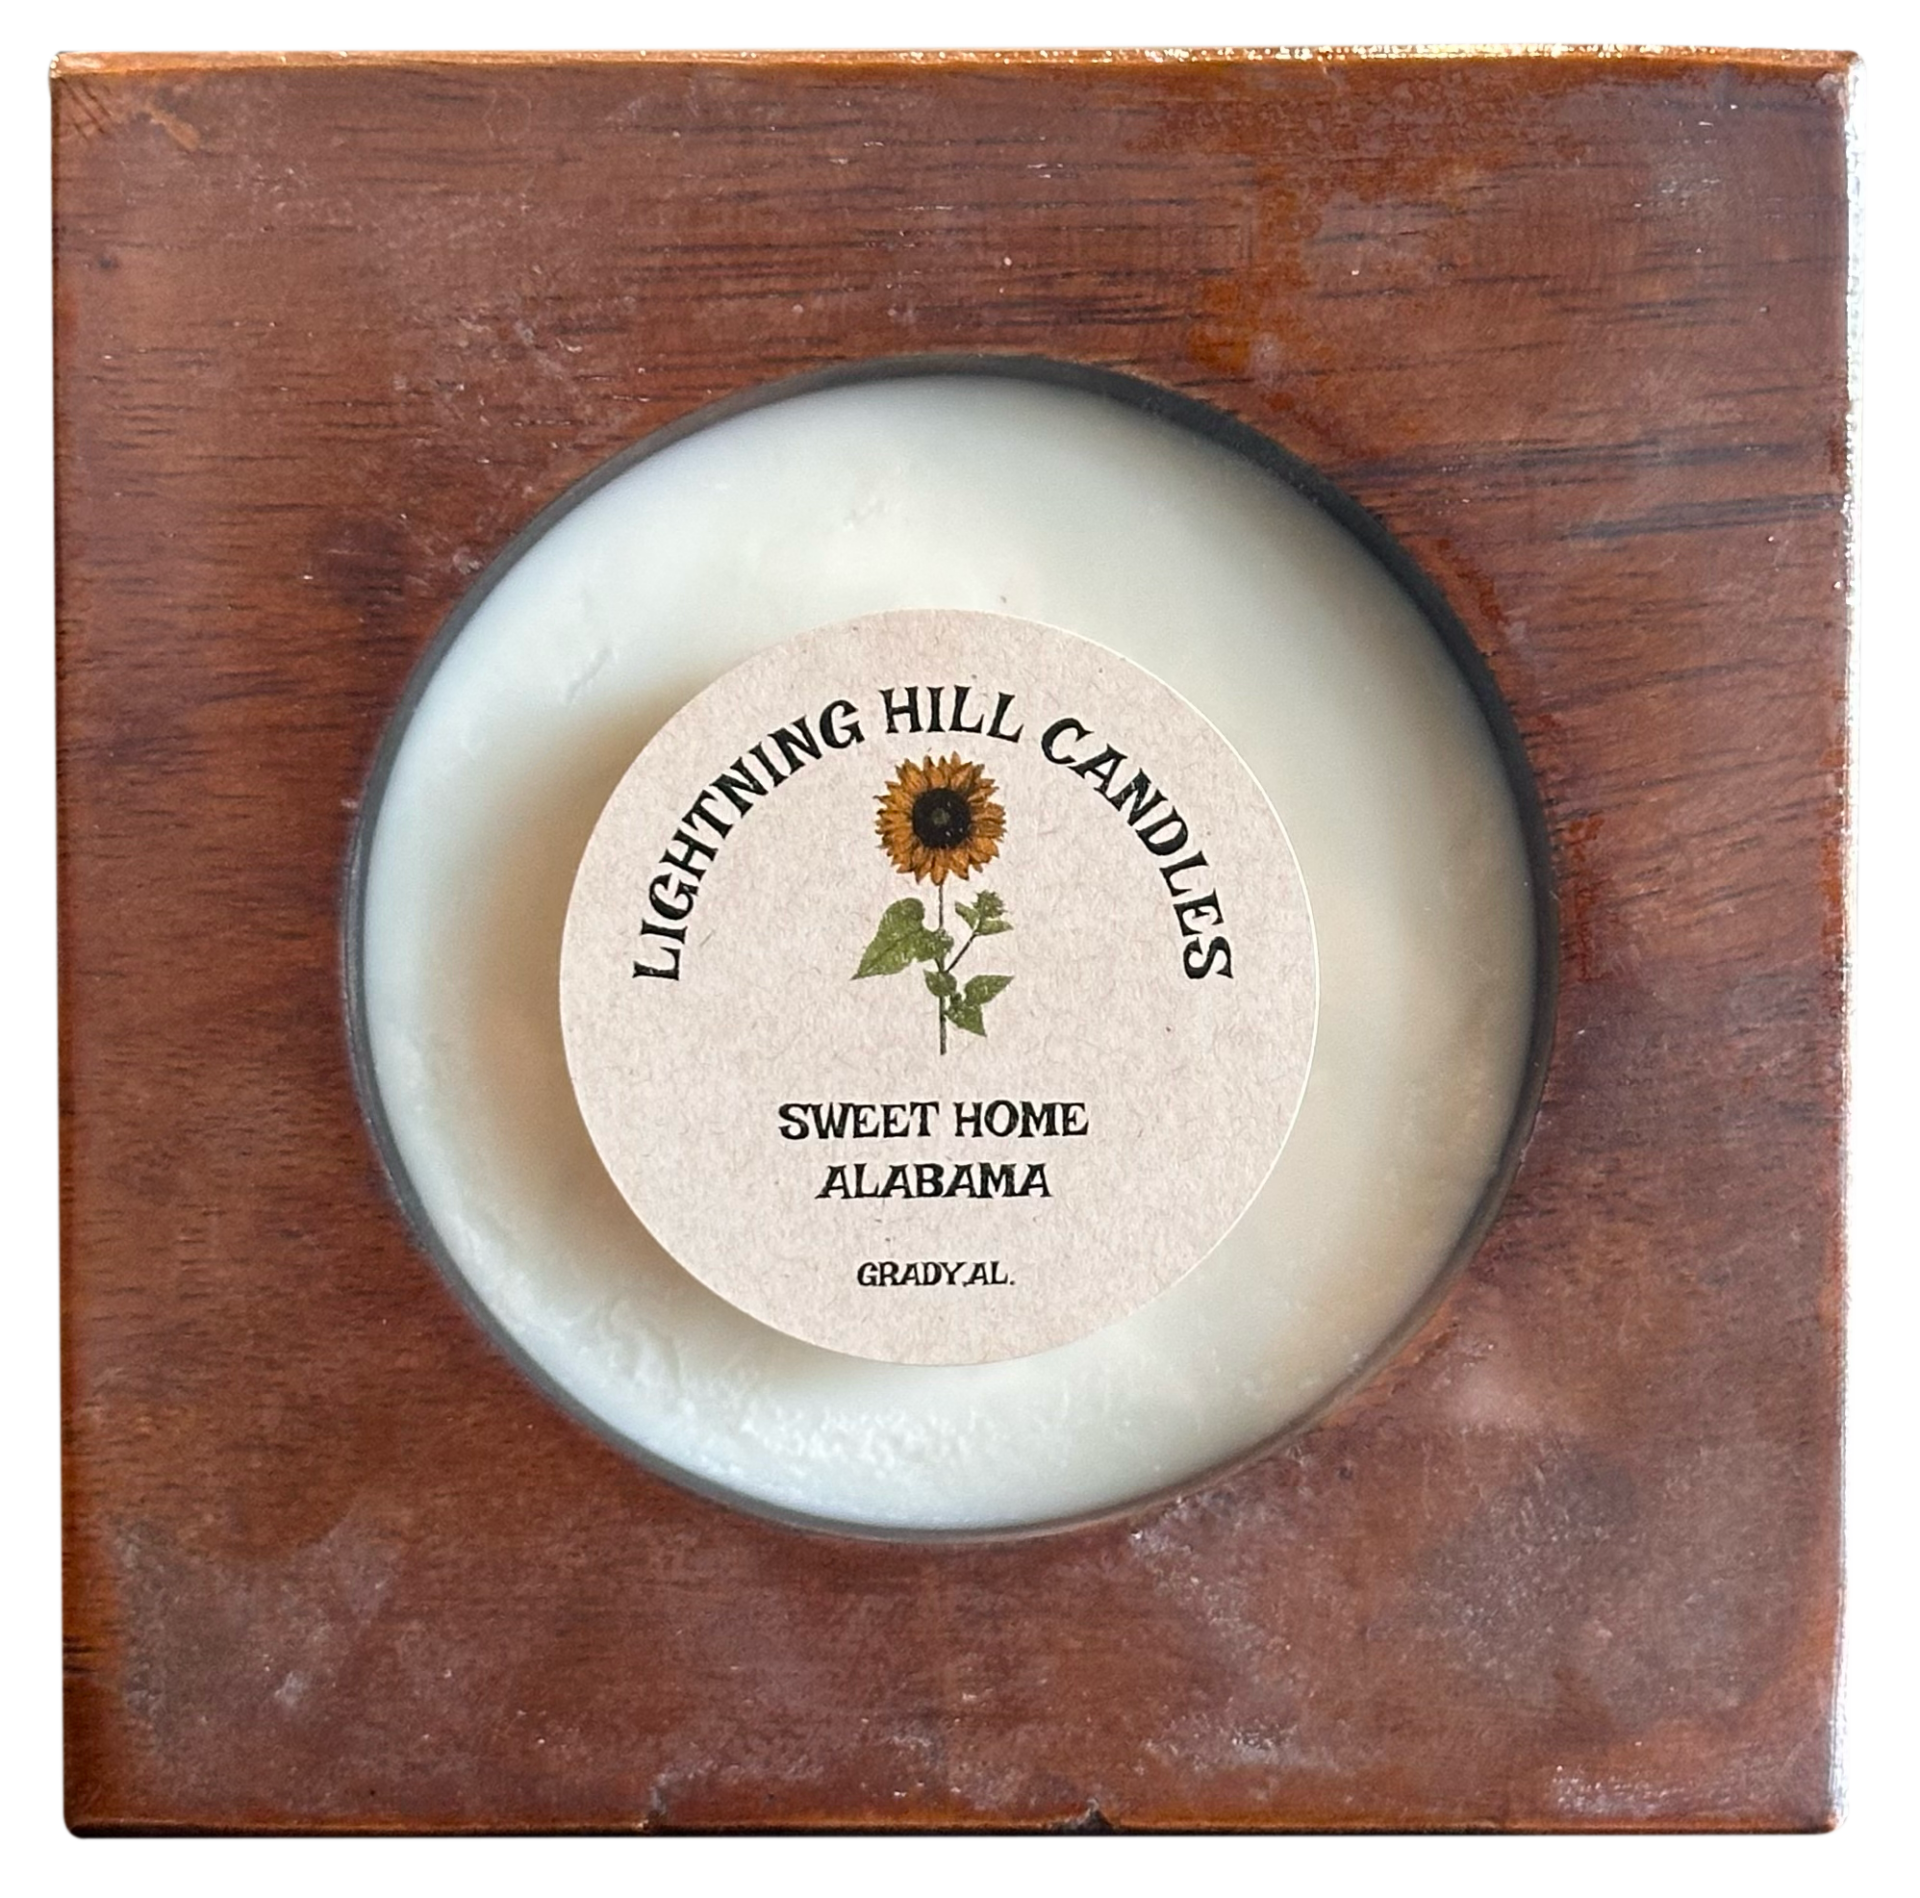 LIGHTNING HILL CANDLES
SWEET HOME
ALABAMA
GRADY,AL.